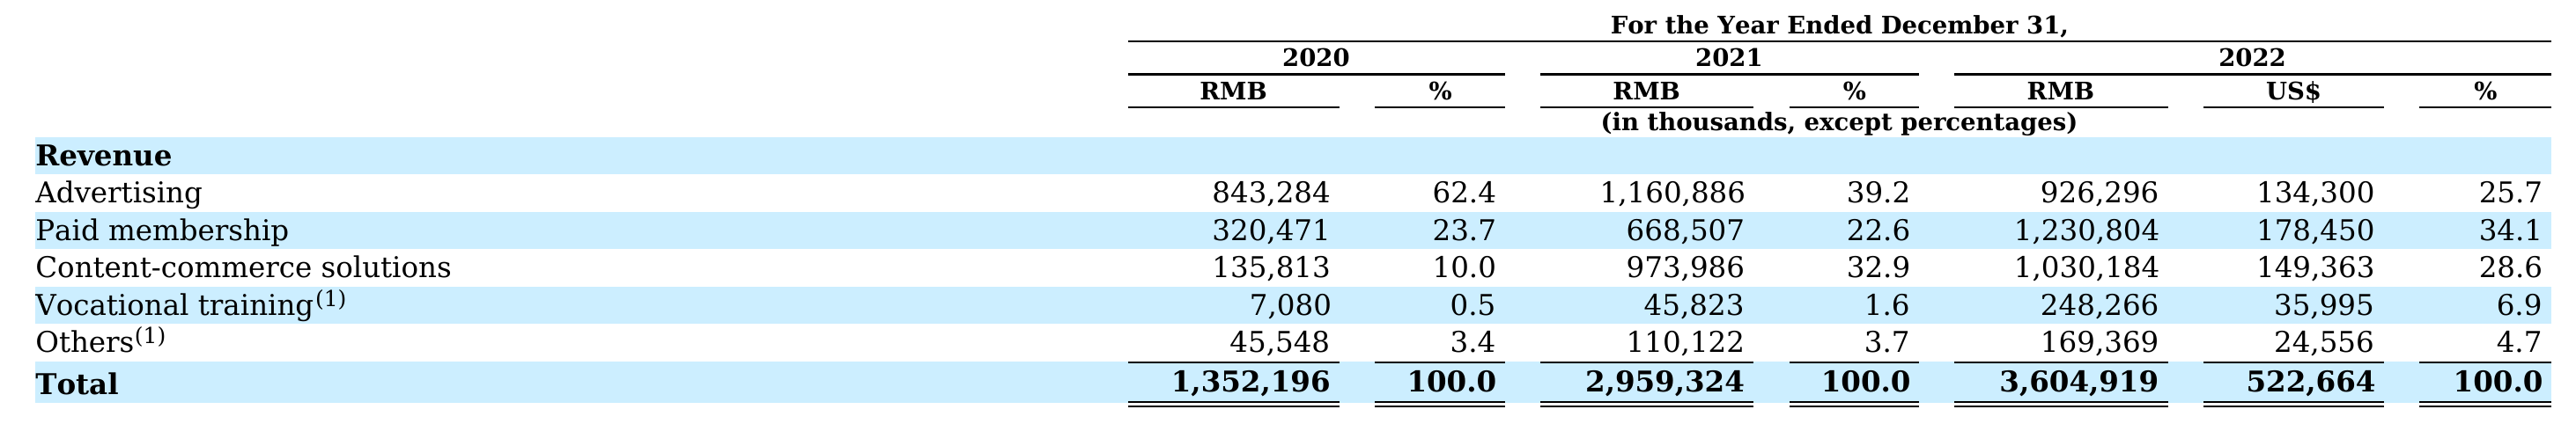 For the Year Ended December 31,
2020 2021 2022
RMB % RMB % RMB US$ %
(in thousands, except percentages)
Revenue
Advertising 843,284 62.4 1,160,886 39.2 926,296 134,300 25.7
Paid membership 320,471 23.7 668,507 22.6 1,230,804 178,450 34.1
Content-commerce solutions 135,813 10.0 973,986 32.9 1,030,184 149,363 28.6
Vocational training(1) 7,080 0.5 45,823 1.6 248,266 35,995 6.9
Others(1) 45,548 3.4 110,122 3.7 169,369 24,556 4.7
Total 1,352,196 100.0 2,959,324 100.0 3,604,919 522,664 100.0